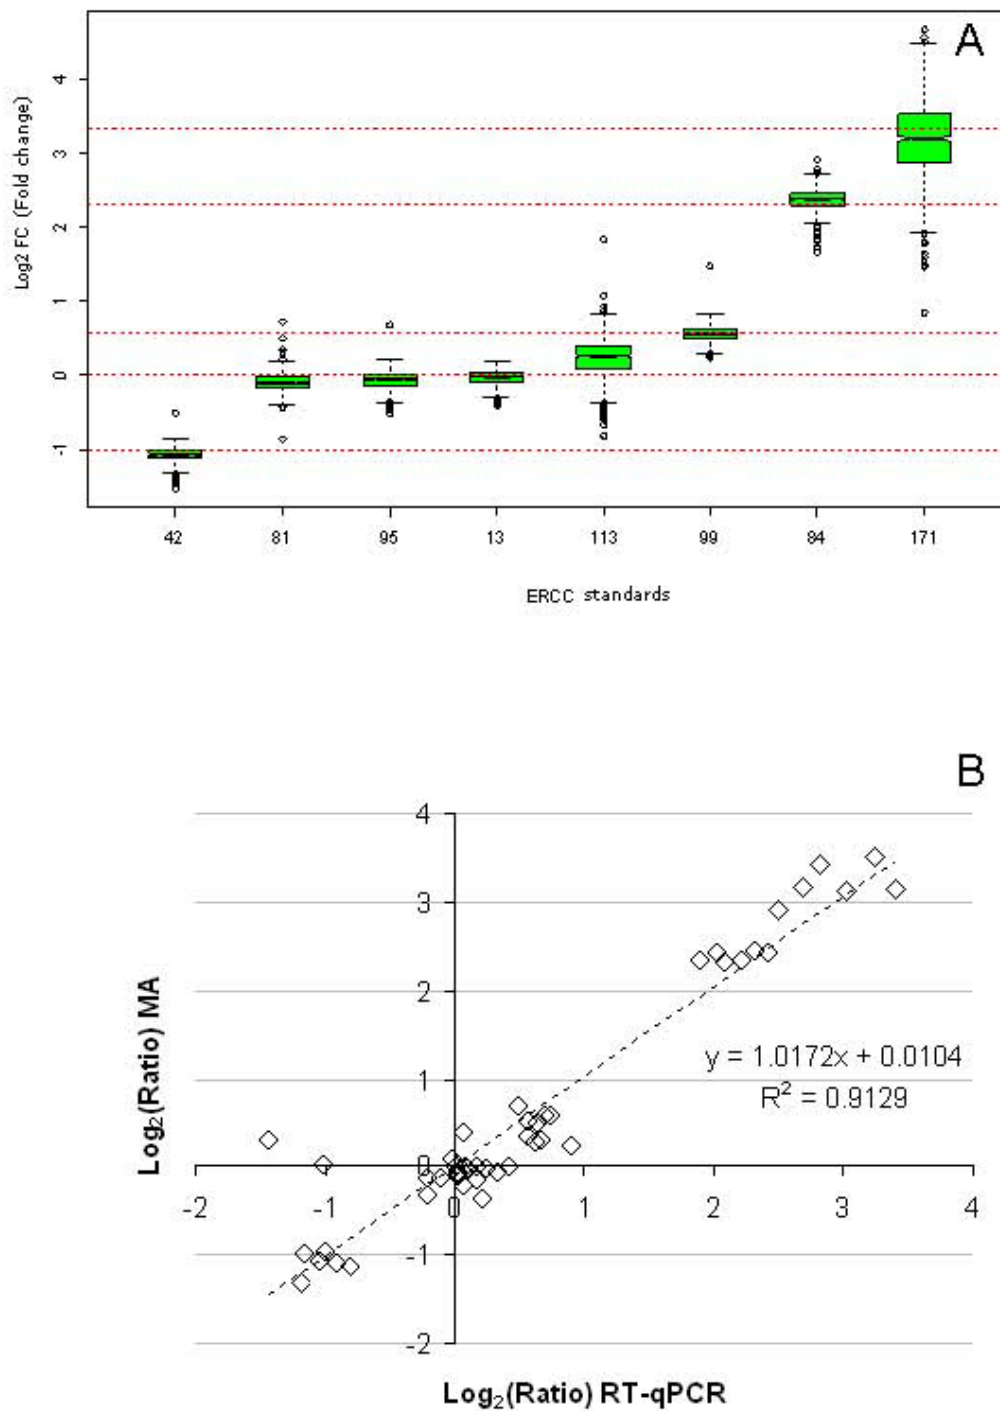 A
Log2 FC (Fold change)
4
3
2
1
0
-1
42 81 95 13 113 99 84 171
ERCC standards
B
Log2(Ratio) MA
4
3
2
1
0
-1
-2
-2 -1 0 1 2 3 4
y = 1.0172x + 0.0104
R² = 0.9129
Log₂(Ratio) RT-qPCR